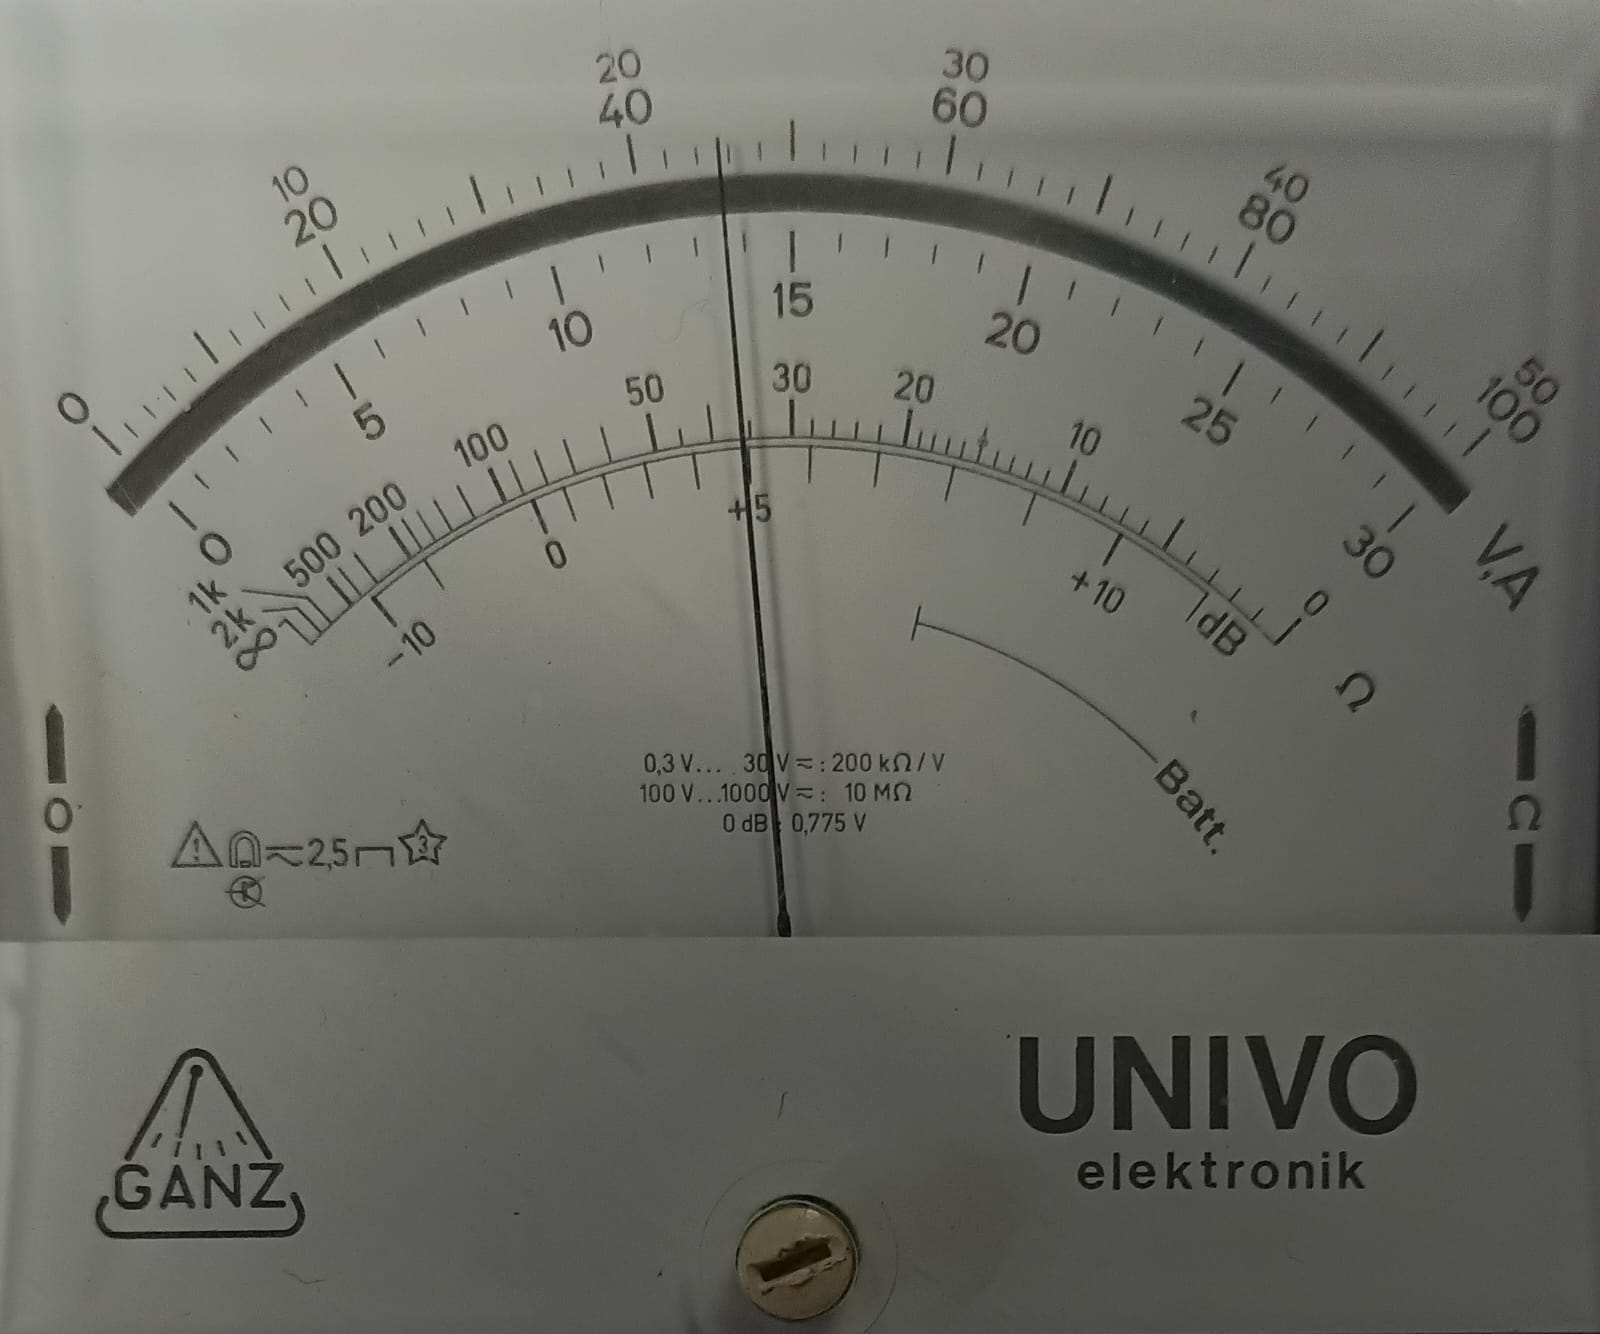 20 30
10 40 60 40
20 80
0 50
100
15
10 20
5 50 30 20 25
100 10
0 200 +5 30 V,A
1k 500 0
2k +10 0
∞ -10 dB
Ω
0,3 V... 30 V ≂ : 200 kΩ / V
100 V...1000 V ≂ : 10 MΩ
0 dB : 0,775 V
Batt.
O Ω
2,5 3
GANZ
UNIVO
elektronik